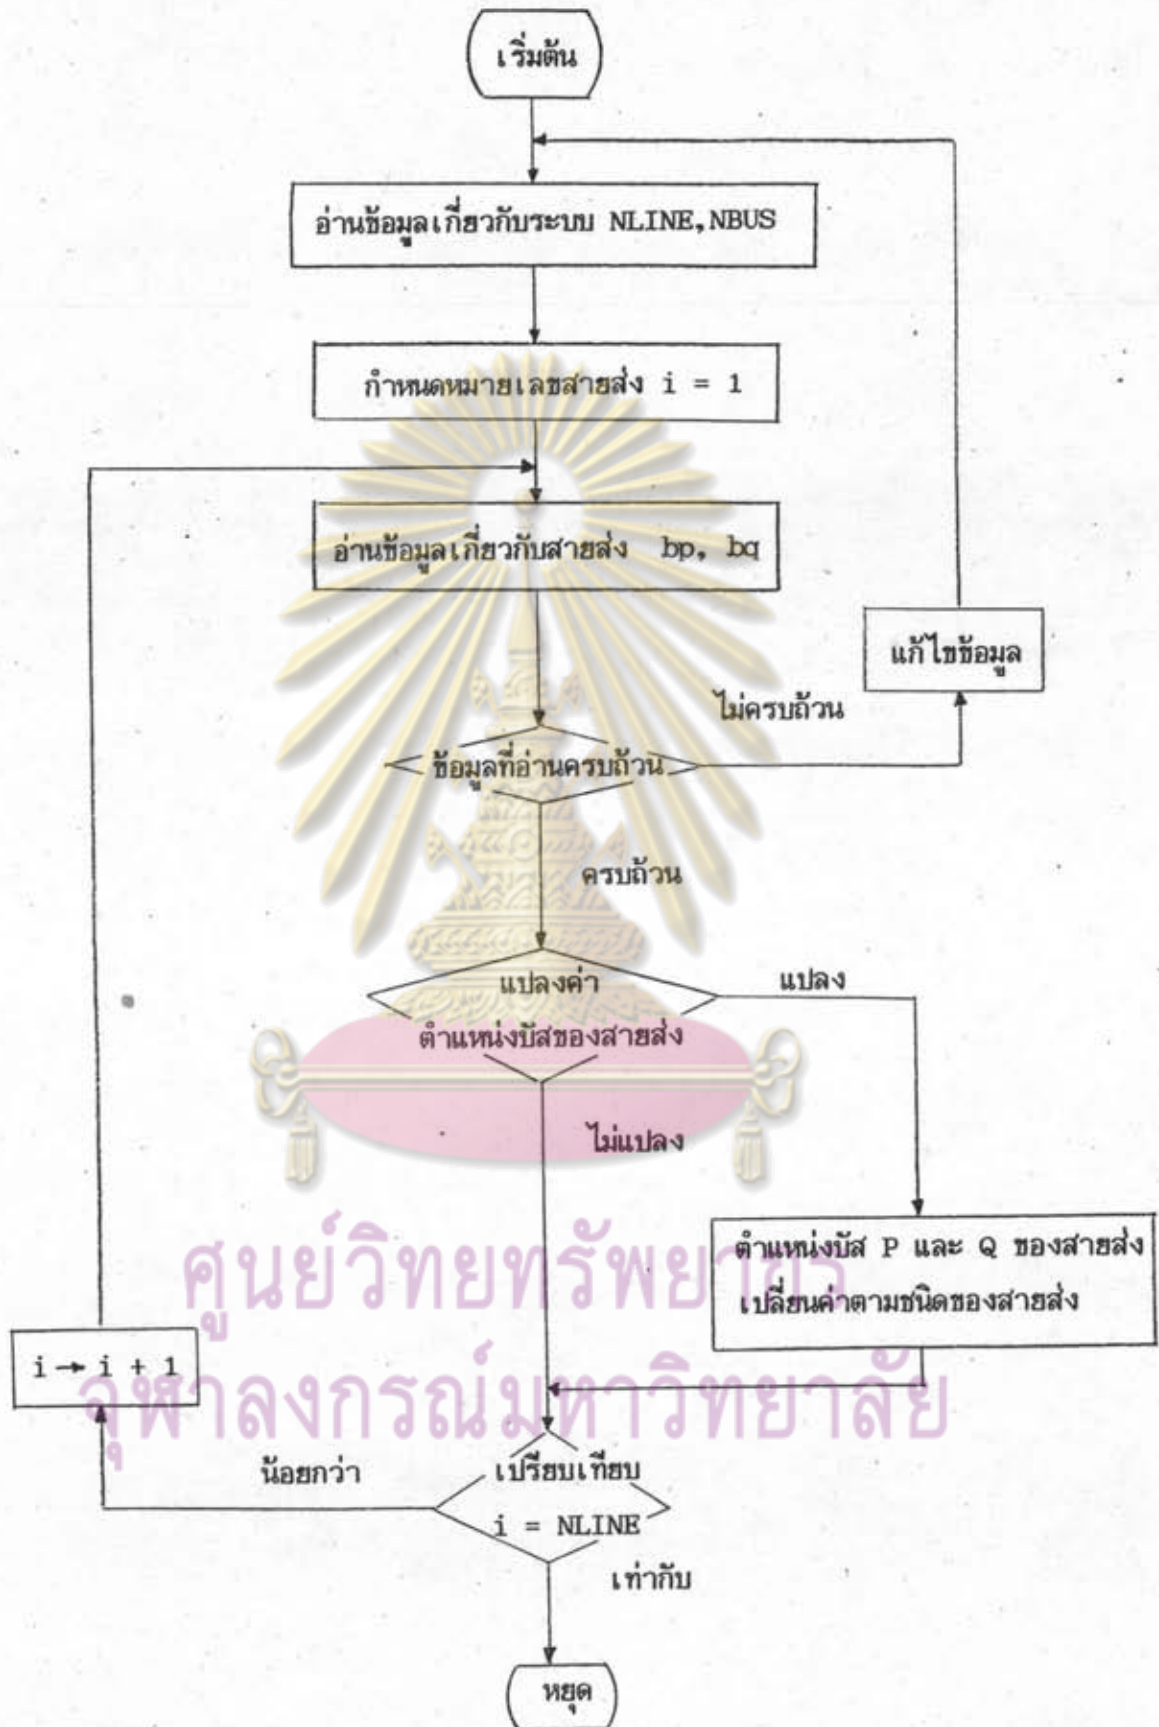 เริ่มต้น
อ่านข้อมูลเกี่ยวกับระบบ NLINE,NBUS
กำหนดหมายเลขสายส่ง i = 1
อ่านข้อมูลเกี่ยวกับสายส่ง bp, bq
แก้ไขข้อมูล
ไม่ครบถ้วน
ข้อมูลที่อ่านครบถ้วน
ครบถ้วน
แปลงค่า
ตำแหน่งบัสของสายส่ง
แปลง
ไม่แปลง
ตำแหน่งบัส P และ Q ของสายส่ง
เปลี่ยนค่าตามชนิดของสายส่ง
ศูนย์วิทยทรัพยากร
i → i + 1
จุฬาลงกรณ์มหาวิทยาลัย
น้อยกว่า
เปรียบเทียบ
i = NLINE
เท่ากับ
หยุด